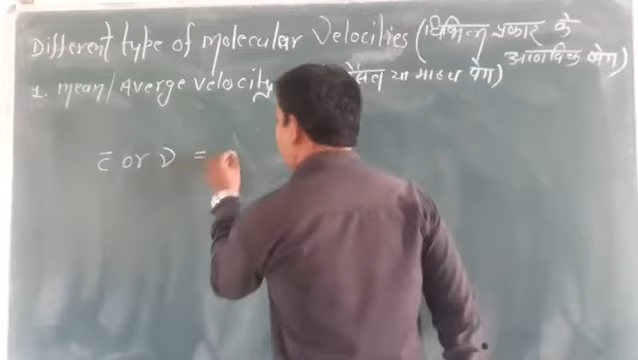 Different type of molecular velocities (विभिन्न प्रकार के
आणविक वेग)
1. mean/Averge velocity या माध्य वेग)
c̄ or ν =